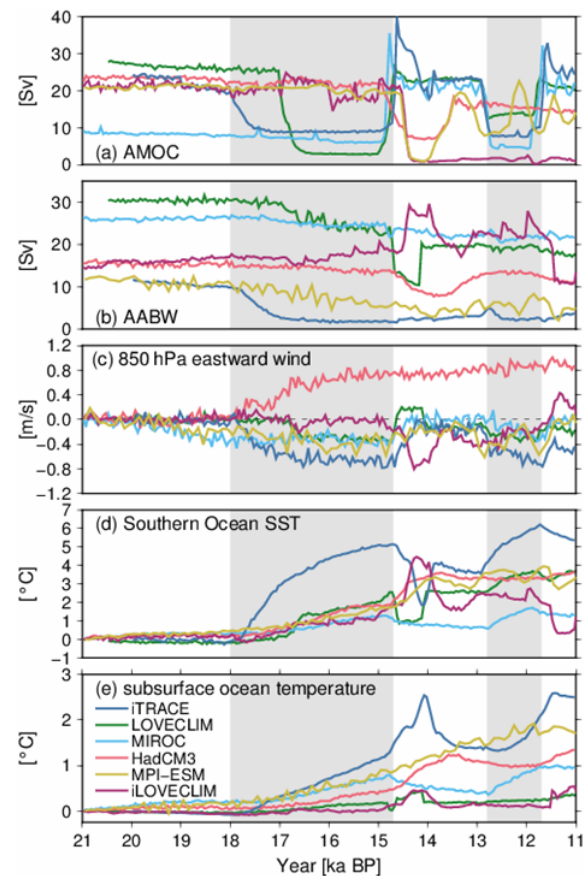 40
30
20
10
0
[Sv]
(a) AMOC
30
20
10
0
[Sv]
(b) AABW
1.2
0.8
0.4
0.0
−0.4
−0.8
−1.2
[m/s]
(c) 850 hPa eastward wind
7
6
5
4
3
2
1
0
−1
[°C]
(d) Southern Ocean SST
3
2
1
0
[°C]
(e) subsurface ocean temperature
iTRACE
LOVECLIM
MIROC
HadCM3
MPI−ESM
iLOVECLIM
21 20 19 18 17 16 15 14 13 12 11
Year [ka BP]